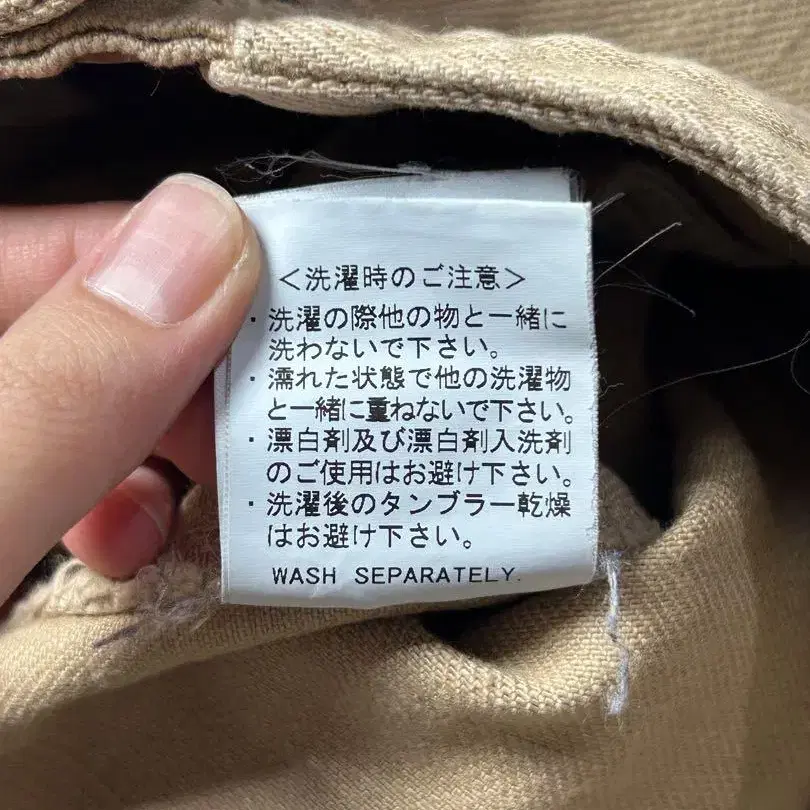 ＜洗濯時のご注意＞
・洗濯の際他の物と一緒に
洗わないで下さい。
・濡れた状態で他の洗濯物
と一緒に重ねないで下さい。
・漂白剤及び漂白剤入洗剤
のご使用はお避け下さい。
・洗濯後のタンブラー乾燥
はお避け下さい。
WASH SEPARATELY.